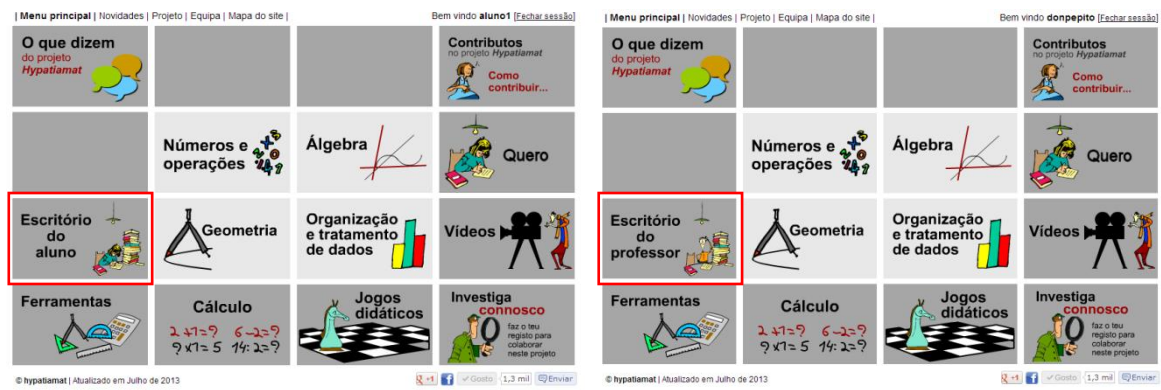 | Menu principal | Novidades | Projeto | Equipa | Mapa do site |
Bem vindo aluno1 [Fechar sessão]
O que dizem
do projeto
Hypatiamat
Contributos
no projeto Hypatiamat
Como
contribuir...
Números e
operações
Álgebra
Quero
Escritório
do
aluno
Geometria
Organização
e tratamento
de dados
Vídeos
Ferramentas
Cálculo
2+7=? 6-2=?
?x7=5 14:2=?
Jogos
didáticos
Investiga
connosco
faz o teu
registo para
colaborar
neste projeto
© hypatiamat | Atualizado em Julho de 2013
+1
Gosto
1,3 mil
Enviar
| Menu principal | Novidades | Projeto | Equipa | Mapa do site |
Bem vindo donpepito [Fechar sessão]
O que dizem
do projeto
Hypatiamat
Contributos
no projeto Hypatiamat
Como
contribuir...
Números e
operações
Álgebra
Quero
Escritório
do
professor
Geometria
Organização
e tratamento
de dados
Vídeos
Ferramentas
Cálculo
2+7=? 6-2=?
?x7=5 14:2=?
Jogos
didáticos
Investiga
connosco
faz o teu
registo para
colaborar
neste projeto
© hypatiamat | Atualizado em Julho de 2013
+1
Gosto
1,3 mil
Enviar